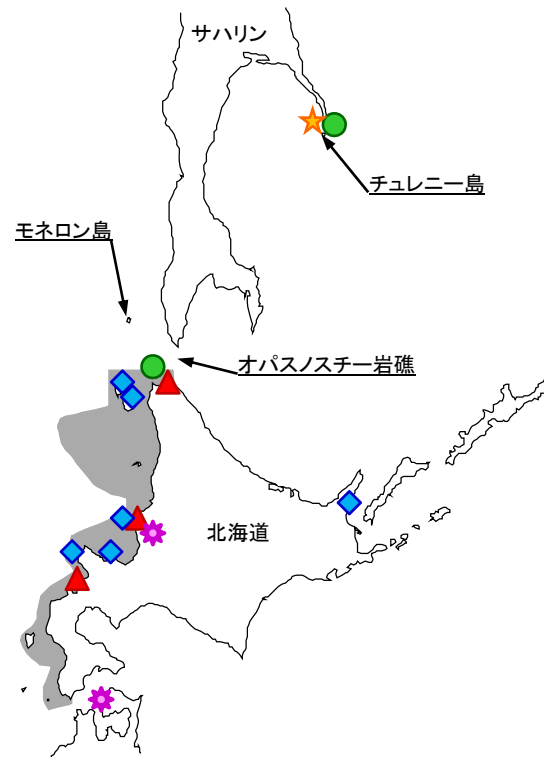 サハリン
チュレニー島
モネロン島
オパスノスチー岩礁
北海道